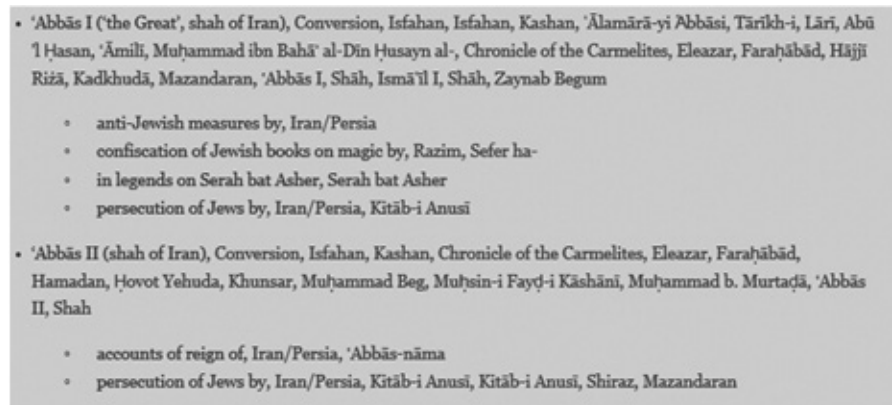 • ʿAbbās I (‘the Great’, shah of Iran), Conversion, Isfahan, Isfahan, Kashan, ʿĀlamārā-yi ʿAbbāsi, Tārīkh-i, Lārī, Abū
'l Ḥasan, ʿĀmilī, Muḥammad ibn Bahāʾ al-Dīn Ḥusayn al-, Chronicle of the Carmelites, Eleazar, Faraḥābād, Ḥājjī
Riżā, Kadkhudā, Mazandaran, ʿAbbās I, Shāh, Ismāʿīl I, Shāh, Zaynab Begum
◦ anti-Jewish measures by, Iran/Persia
◦ confiscation of Jewish books on magic by, Razim, Sefer ha-
◦ in legends on Serah bat Asher, Serah bat Asher
◦ persecution of Jews by, Iran/Persia, Kitāb-i Anusī
• ʿAbbās II (shah of Iran), Conversion, Isfahan, Kashan, Chronicle of the Carmelites, Eleazar, Faraḥābād,
Hamadan, Ḥovot Yehuda, Khunsar, Muḥammad Beg, Muḥsin-i Fayḍ-i Kāshānī, Muḥammad b. Murtaḍā, ʿAbbās
II, Shah
◦ accounts of reign of, Iran/Persia, ʿAbbās-nāma
◦ persecution of Jews by, Iran/Persia, Kitāb-i Anusī, Kitāb-i Anusī, Shiraz, Mazandaran